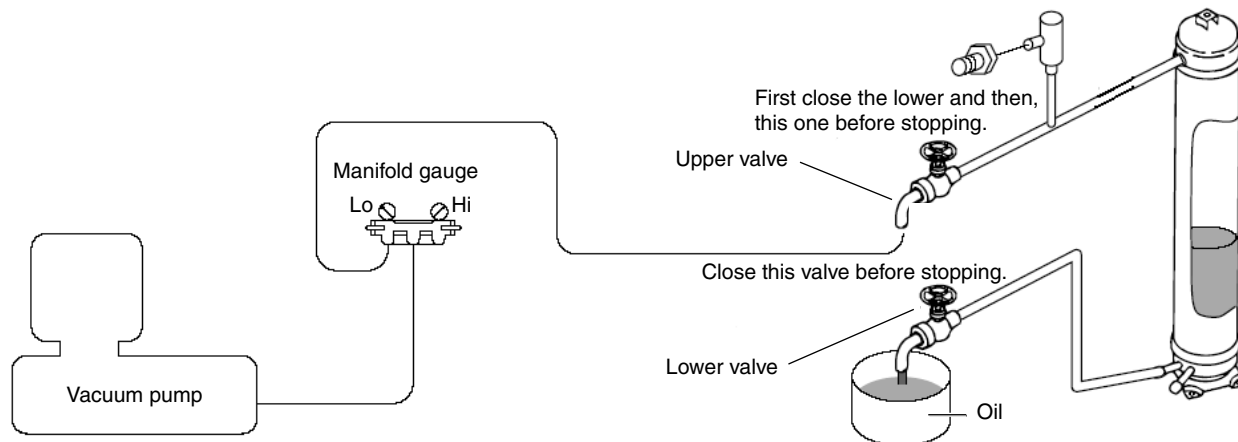 First close the lower and then,
this one before stopping.
Upper valve
Manifold gauge
Lo
Hi
Close this valve before stopping.
Lower valve
Vacuum pump
Oil